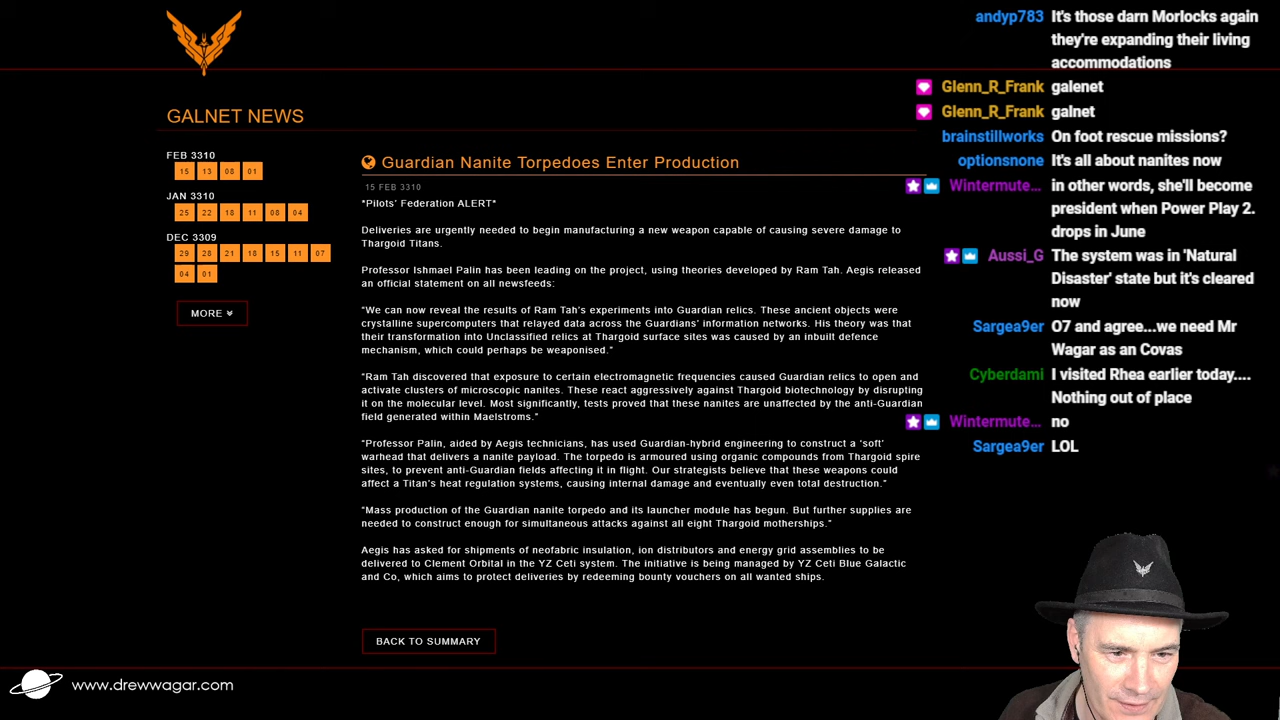 GALNET NEWS
FEB 3310
15 13 08 01
JAN 3310
25 22 18 11 08 04
DEC 3309
29 28 21 18 15 11 07
04 01
MORE
Guardian Nanite Torpedoes Enter Production
15 FEB 3310
*Pilots' Federation ALERT*
Deliveries are urgently needed to begin manufacturing a new weapon capable of causing severe damage to
Thargoid Titans.
Professor Ishmael Palin has been leading on the project, using theories developed by Ram Tah. Aegis released
an official statement on all newsfeeds:
"We can now reveal the results of Ram Tah's experiments into Guardian relics. These ancient objects were
crystalline supercomputers that relayed data across the Guardians' information networks. His theory was that
their transformation into Unclassified relics at Thargoid surface sites was caused by an inbuilt defence
mechanism, which could perhaps be weaponised."
"Ram Tah discovered that exposure to certain electromagnetic frequencies caused Guardian relics to open and
activate clusters of microscopic nanites. These react aggressively against Thargoid biotechnology by disrupting
it on the molecular level. Most significantly, tests proved that these nanites are unaffected by the anti-Guardian
field generated within Maelstroms."
"Professor Palin, aided by Aegis technicians, has used Guardian-hybrid engineering to construct a 'soft'
warhead that delivers a nanite payload. The torpedo is armoured using organic compounds from Thargoid spire
sites, to prevent anti-Guardian fields affecting it in flight. Our strategists believe that these weapons could
affect a Titan's heat regulation systems, causing internal damage and eventually even total destruction."
"Mass production of the Guardian nanite torpedo and its launcher module has begun. But further supplies are
needed to construct enough for simultaneous attacks against all eight Thargoid motherships."
Aegis has asked for shipments of neofabric insulation, ion distributors and energy grid assemblies to be
delivered to Clement Orbital in the YZ Ceti system. The initiative is being managed by YZ Ceti Blue Galactic
and Co, which aims to protect deliveries by redeeming bounty vouchers on all wanted ships.
BACK TO SUMMARY
www.drewwagar.com
andyp783 It's those darn Morlocks again
they're expanding their living
accommodations
Glenn_R_Frank galenet
Glenn_R_Frank galnet
brainstillworks On foot rescue missions?
optionsnone It's all about nanites now
Wintermute... in other words, she'll become
president when Power Play 2.
drops in June
Aussi_G The system was in 'Natural
Disaster' state but it's cleared
now
Sargea9er O7 and agree...we need Mr
Wagar as an Covas
Cyberdami I visited Rhea earlier today....
Nothing out of place
Wintermute... no
Sargea9er LOL